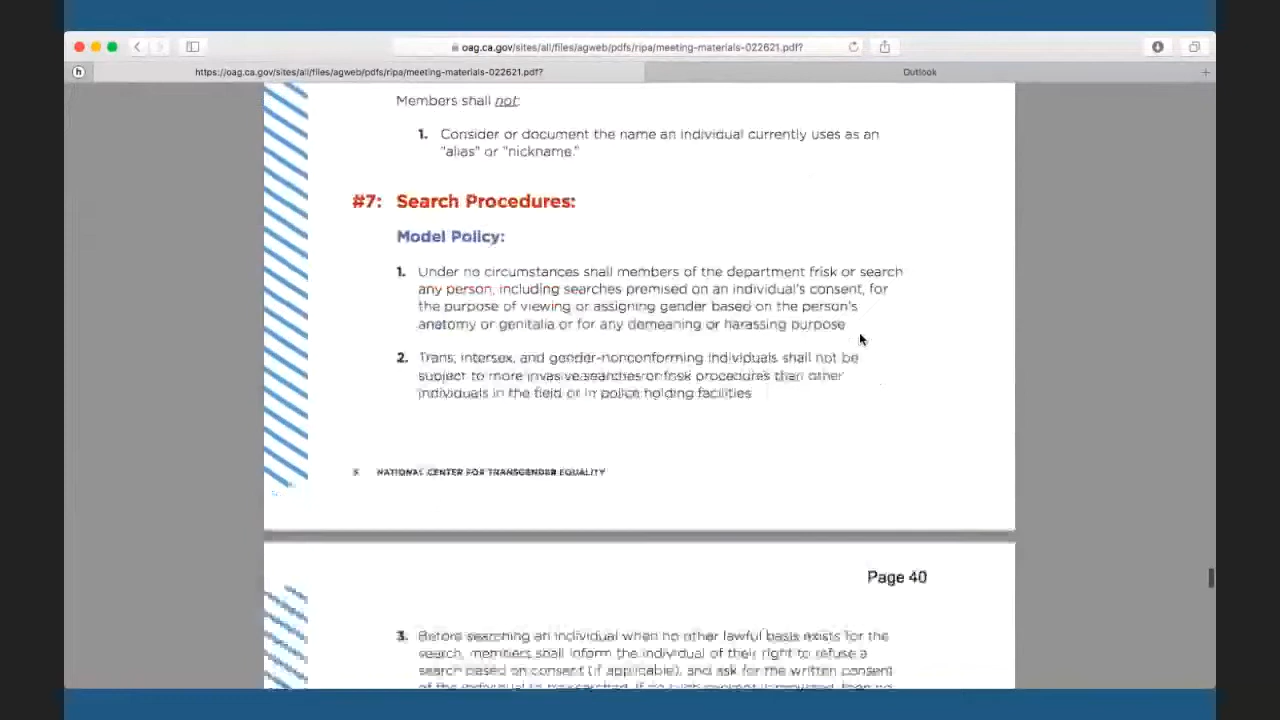 oag.ca.gov/sites/all/files/agweb/pdfs/ripa/meeting-materials-022621.pdf?
h
https://oag.ca.gov/sites/all/files/agweb/pdfs/ripa/meeting-materials-022621.pdf?
Outlook
Members shall not:
1. Consider or document the name an individual currently uses as an
"alias" or "nickname."
#7: Search Procedures:
Model Policy:
1. Under no circumstances shall members of the department frisk or search
any person, including searches premised on an individual's consent, for
the purpose of viewing or assigning gender based on the person's
anatomy or genitalia or for any demeaning or harassing purpose
2. Trans, intersex, and gender-nonconforming individuals shall not be
subject to more invasive searches or frisk procedures than other
individuals in the field or in police holding facilities
NATIONAL CENTER FOR TRANSGENDER EQUALITY
Page 40
3. Before searching an individual when no other lawful basis exists for the
search, members shall inform the individual of their right to refuse a
search based on consent (if applicable), and ask for the written consent